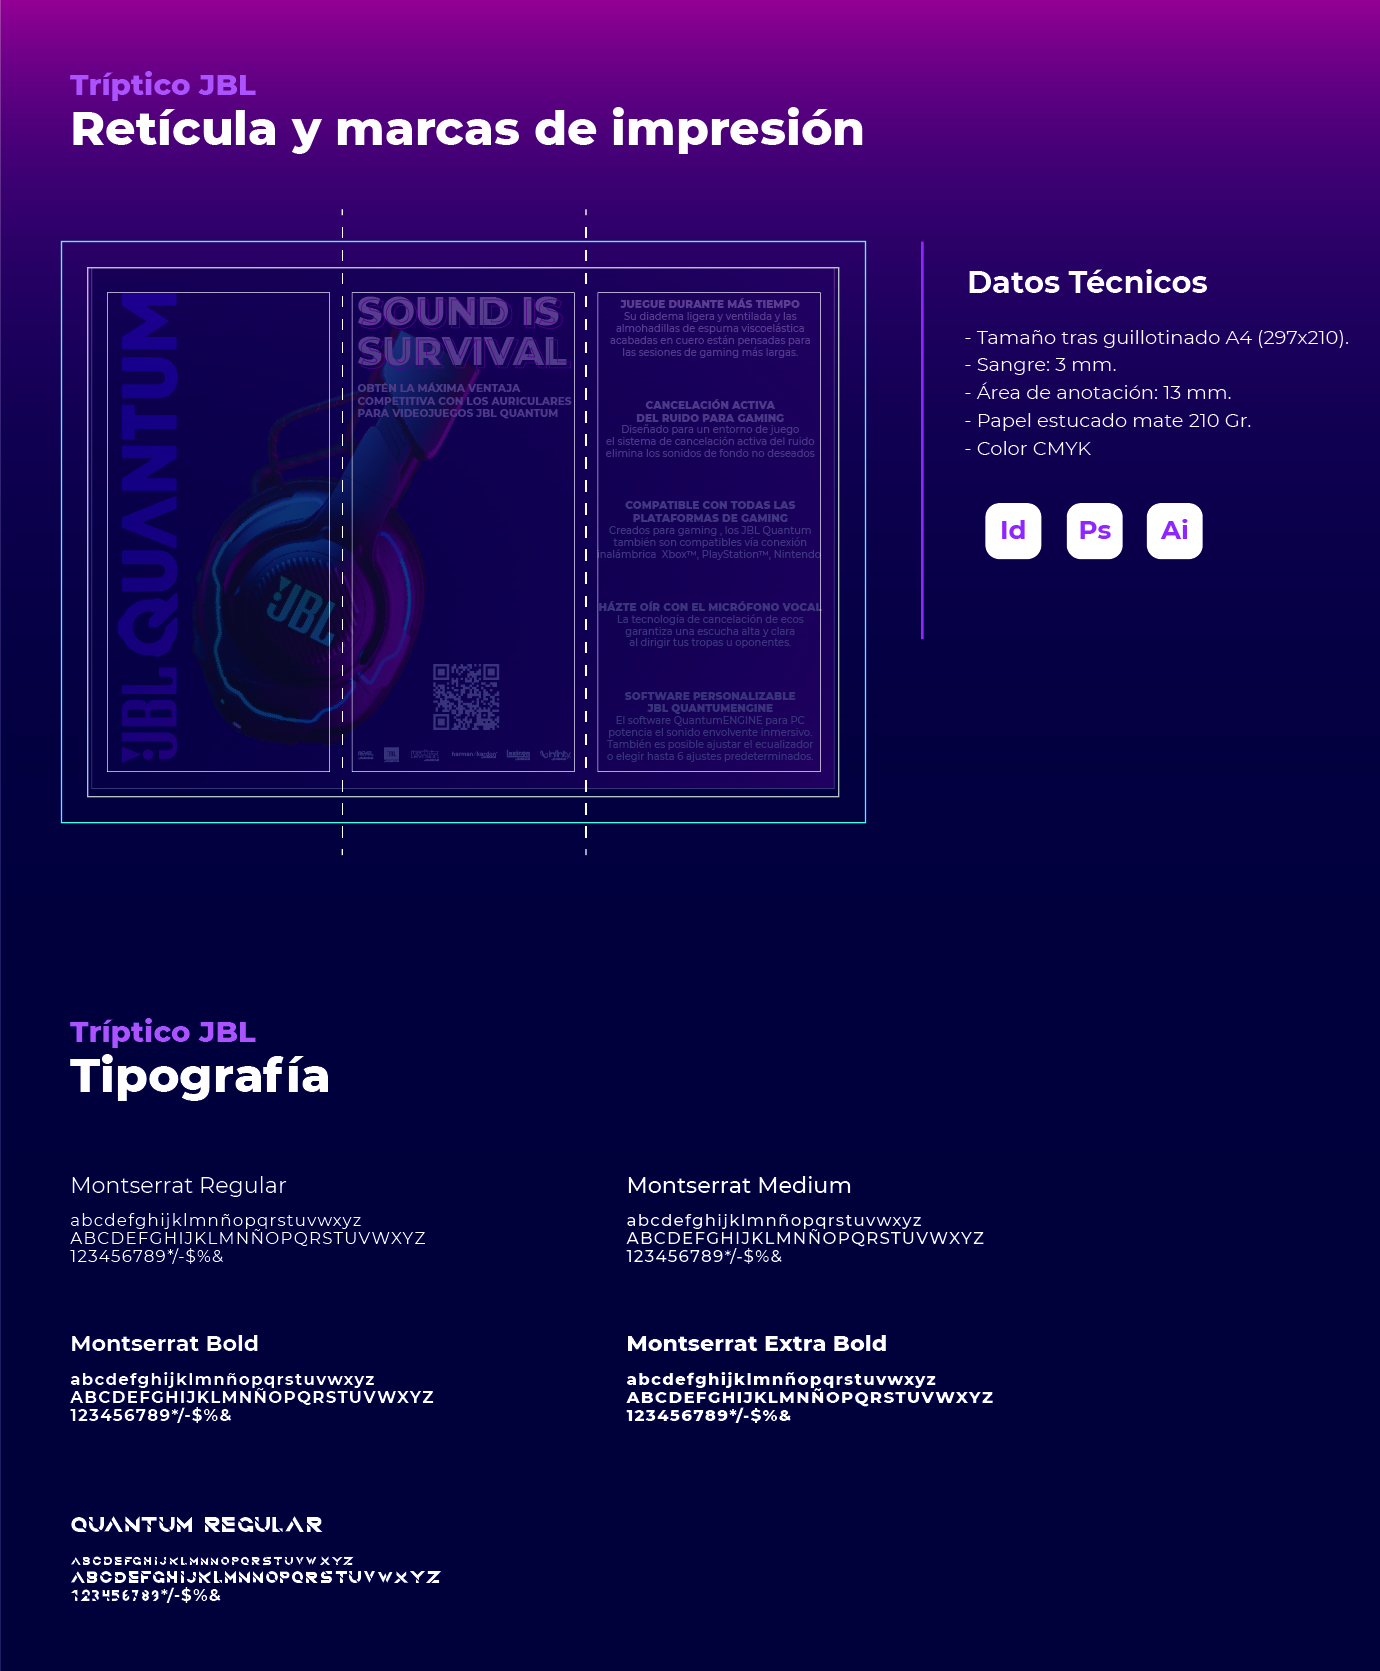 Tríptico JBL
Retícula y marcas de impresión
JBL QUANTUM
JBL
SOUND IS
SURVIVAL
OBTÉN LA MÁXIMA VENTAJA
COMPETITIVA CON LOS AURICULARES
PARA VIDEOJUEGOS JBL QUANTUM
harman/kardon
Infinity
JUEGUE DURANTE MÁS TIEMPO
Su diadema ligera y ventilada y las
almohadillas de espuma viscoelástica
acabadas en cuero están pensadas para
las sesiones de gaming más largas.
CANCELACIÓN ACTIVA
DEL RUIDO PARA GAMING
Diseñado para un entorno de juego
el sistema de cancelación activa del ruido
elimina los sonidos de fondo no deseados
COMPATIBLE CON TODAS LAS
PLATAFORMAS DE GAMING
Creados para gaming , los JBL Quantum
también son compatibles vía conexión
inalámbrica Xbox™, PlayStation™, Nintendo
HÁZTE OÍR CON EL MICRÓFONO VOCAL
La tecnología de cancelación de ecos
garantiza una escucha alta y clara
al dirigir tus tropas u oponentes.
SOFTWARE PERSONALIZABLE
JBL QUANTUMENGINE
El software QuantumENGINE para PC
potencia el sonido envolvente inmersivo.
También es posible ajustar el ecualizador
o elegir hasta 6 ajustes predeterminados.
Datos Técnicos
- Tamaño tras guillotinado A4 (297x210).
- Sangre: 3 mm.
- Área de anotación: 13 mm.
- Papel estucado mate 210 Gr.
- Color CMYK
Id Ps Ai
Tríptico JBL
Tipografía
Montserrat Regular
abcdefghijklmnñopqrstuvwxyz
ABCDEFGHIJKLMNÑOPQRSTUVWXYZ
123456789*/-$%&
Montserrat Medium
abcdefghijklmnñopqrstuvwxyz
ABCDEFGHIJKLMNÑOPQRSTUVWXYZ
123456789*/-$%&
Montserrat Bold
abcdefghijklmnñopqrstuvwxyz
ABCDEFGHIJKLMNÑOPQRSTUVWXYZ
123456789*/-$%&
Montserrat Extra Bold
abcdefghijklmnñopqrstuvwxyz
ABCDEFGHIJKLMNÑOPQRSTUVWXYZ
123456789*/-$%&
QUANTUM REGULAR
ABCDEFGHIJKLMNNOPQRSTUVWXYZ
ABCDEFGHIJKLMNNOPQRSTUVWXYZ
123456789*/-$%&